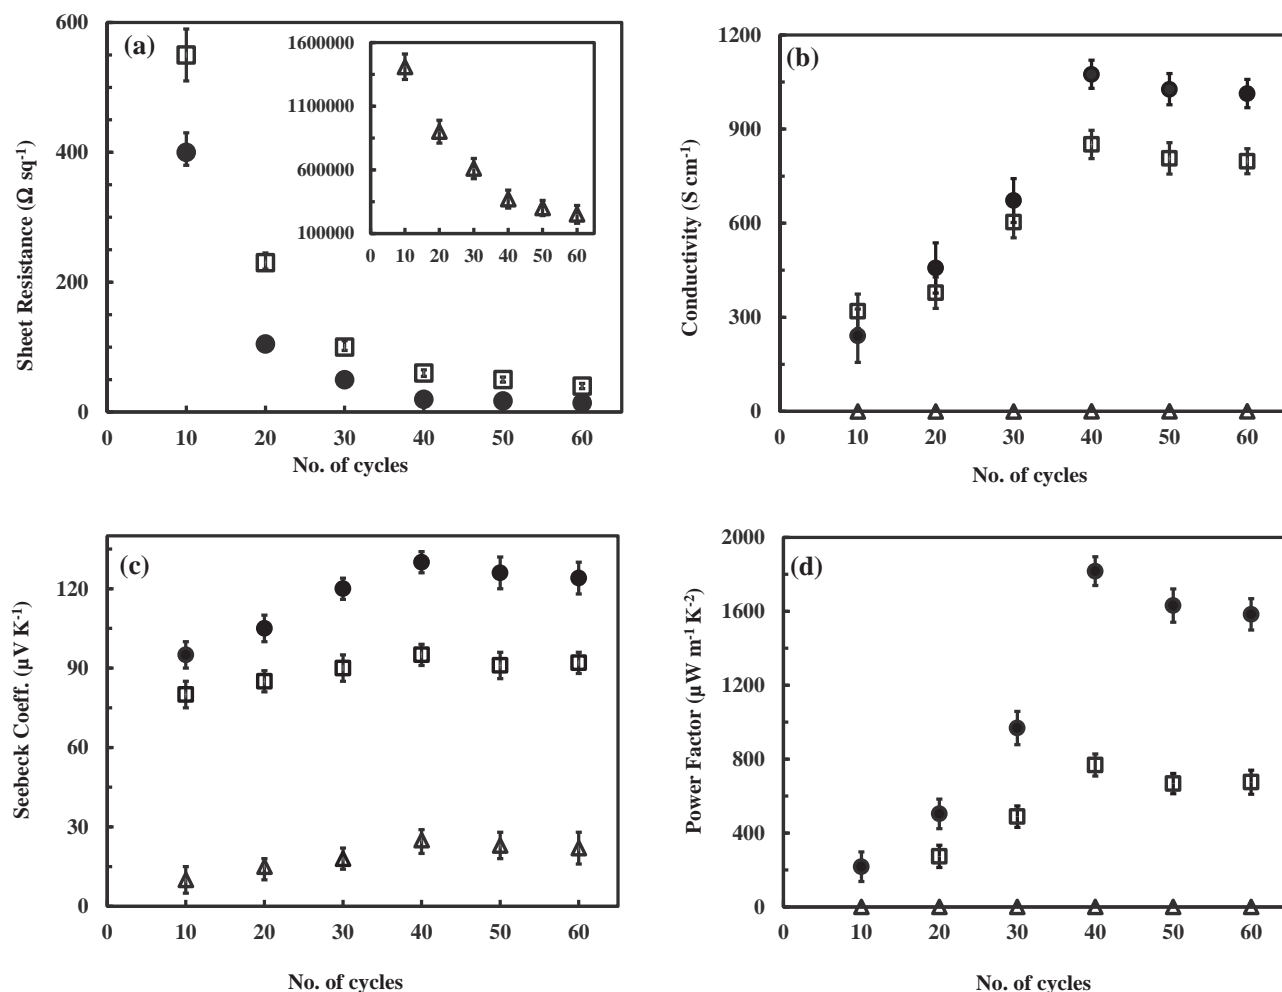 (a)
600
400
200
0
Sheet Resistance (Ω sq⁻¹)
1600000
1100000
600000
100000
0 10 20 30 40 50 60
0 10 20 30 40 50 60
No. of cycles
(b)
1200
900
600
300
0
Conductivity (S cm⁻¹)
0 10 20 30 40 50 60
No. of cycles
(c)
120
90
60
30
0
Seebeck Coeff. (µV K⁻¹)
0 10 20 30 40 50 60
No. of cycles
(d)
2000
1600
1200
800
400
0
Power Factor (µW m⁻¹ K⁻²)
0 10 20 30 40 50 60
No. of cycles